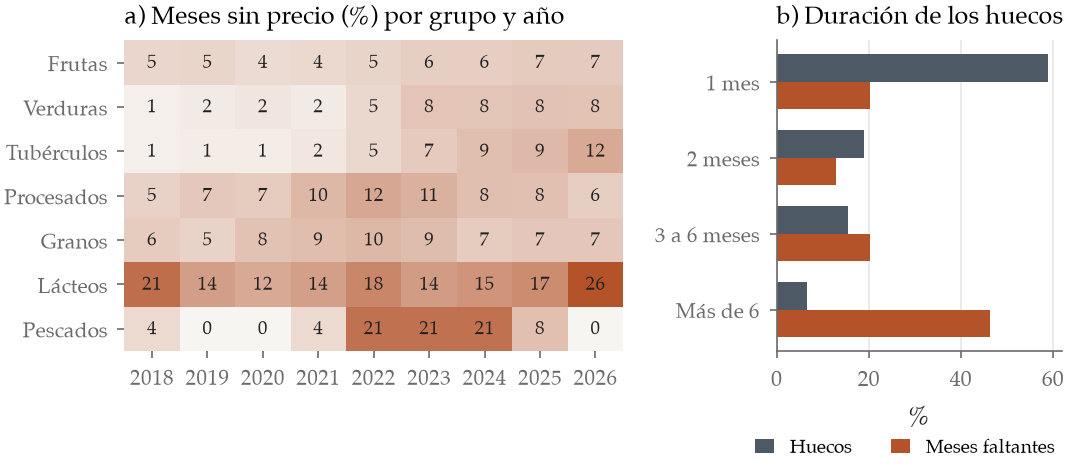 a) Meses sin precio (%) por grupo y año
Frutas 5 5 4 4 5 6 6 7 7
Verduras 1 2 2 2 5 8 8 8 8
Tubérculos 1 1 1 2 5 7 9 9 12
Procesados 5 7 7 10 12 11 8 8 6
Granos 6 5 8 9 10 9 7 7 7
Lácteos 21 14 12 14 18 14 15 17 26
Pescados 4 0 0 4 21 21 21 8 0
2018 2019 2020 2021 2022 2023 2024 2025 2026
b) Duración de los huecos
1 mes
2 meses
3 a 6 meses
Más de 6
0 20 40 60
%
Huecos Meses faltantes